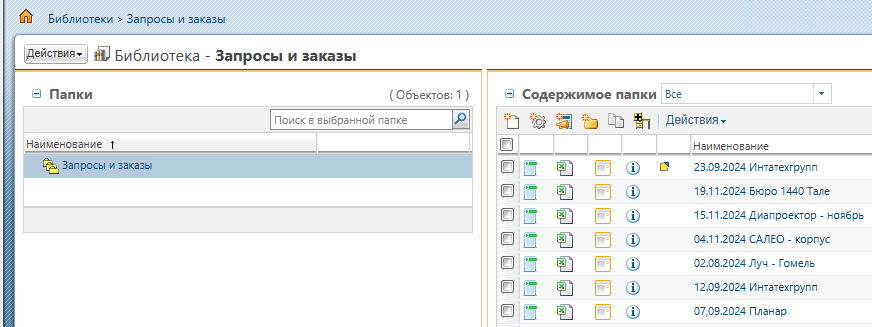 Библиотеки > Запросы и заказы
Действия
Библиотека - Запросы и заказы
Папки
( Объектов: 1 )
Поиск в выбранной папке
Наименование ↑
Запросы и заказы
Содержимое папки
Все
Действия
Наименование
23.09.2024 Интатехгрупп
19.11.2024 Бюро 1440 Тале
15.11.2024 Диапроектор - ноябрь
04.11.2024 САЛЕО - корпус
02.08.2024 Луч - Гомель
12.09.2024 Интатехгрупп
07,09.2024 Планар